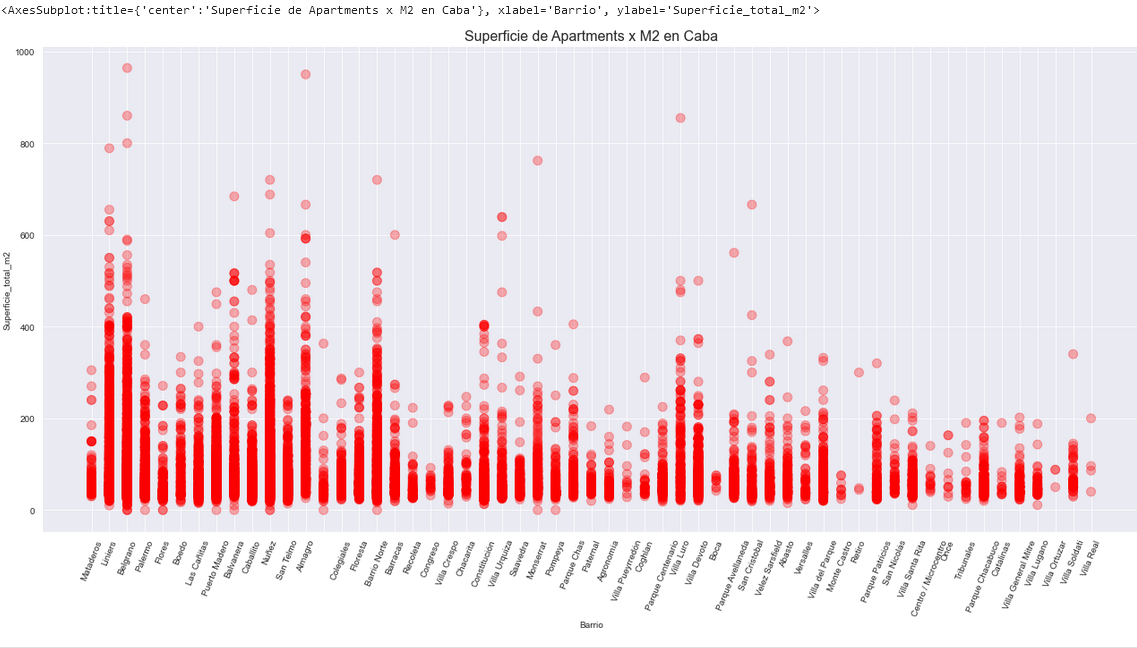 <AxesSubplot:title={'center':'Superficie de Apartments x M2 en Caba'}, xlabel='Barrio', ylabel='Superficie_total_m2'>
Superficie de Apartments x M2 en Caba
1000
800
600
400
200
0
Superficie_total_m2
Mataderos
Liniers
Belgrano
Palermo
Flores
Boedo
Las Cañitas
Puerto Madero
Balvanera
Caballito
Nuñez
San Telmo
Almagro
Colegiales
Floresta
Barrio Norte
Barracas
Recoleta
Congreso
Villa Crespo
Chacarita
Constitución
Villa Urquiza
Saavedra
Monserrat
Pompeya
Parque Chas
Paternal
Agronomia
Villa Pueyrredón
Coghlan
Parque Centenario
Villa Luro
Villa Devoto
Boca
Parque Avellaneda
San Cristobal
Velez Sarsfield
Abasto
Versalles
Villa del Parque
Monte Castro
Retiro
Parque Patricios
San Nicolás
Villa Santa Rita
Centro / Microcentro
Once
Tribunales
Parque Chacabuco
Catalinas
Villa General Mitre
Villa Lugano
Villa Ortuzar
Villa Soldati
Villa Real
Barrio